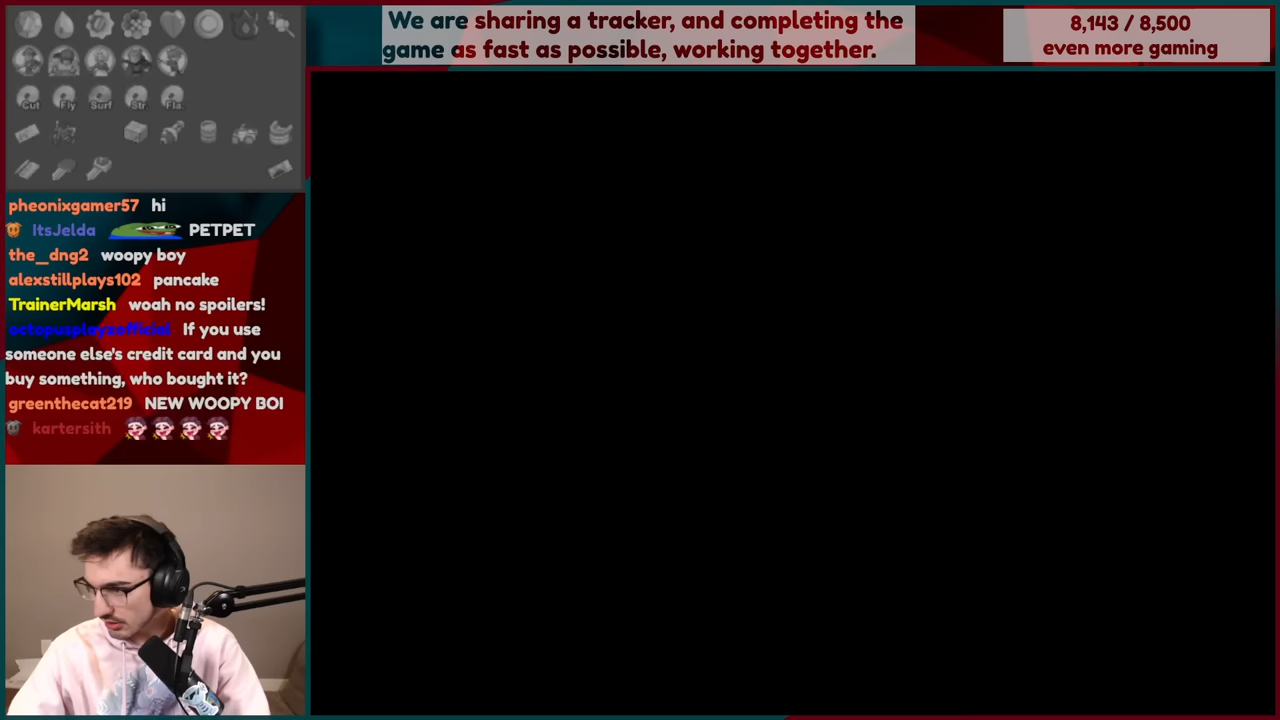 We are sharing a tracker, and completing the
game as fast as possible, working together.
8,143 / 8,500
even more gaming
Cut Fly Surf Str. Fla.
pheonixgamer57 hi
ItsJelda PETPET
the__dng2 woopy boy
alexstillplays102 pancake
TrainerMarsh woah no spoilers!
octopusplayzofficial If you use
someone else's credit card and you
buy something, who bought it?
greenthecat219 NEW WOOPY BOI
kartersith